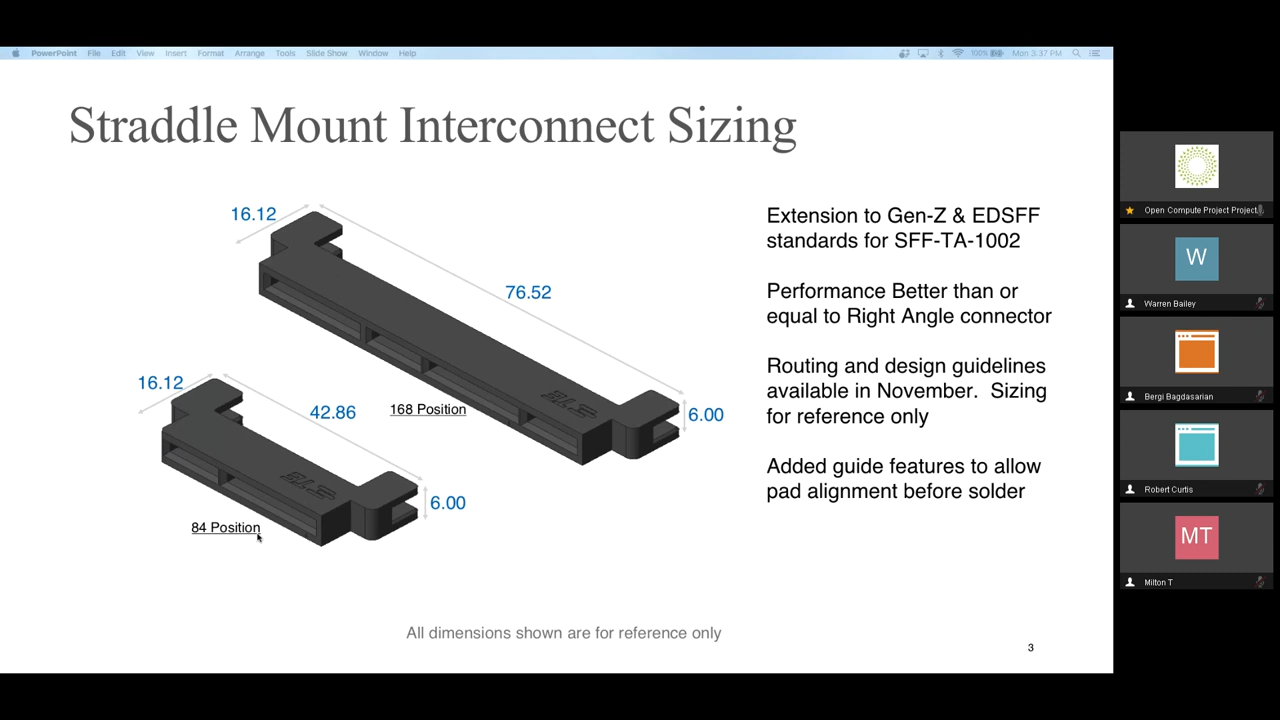 PowerPoint File Edit View Insert Format Arrange Tools Slide Show Window Help
100% Mon 3:37 PM
Straddle Mount Interconnect Sizing
16.12
76.52
6.00
168 Position
16.12
42.86
6.00
84 Position
TE
TE
Extension to Gen-Z & EDSFF
standards for SFF-TA-1002
Performance Better than or
equal to Right Angle connector
Routing and design guidelines
available in November. Sizing
for reference only
Added guide features to allow
pad alignment before solder
All dimensions shown are for reference only
3
Open Compute Project Project
W
Warren Bailey
Bergi Bagdasarian
Robert Curtis
MT
Milton T